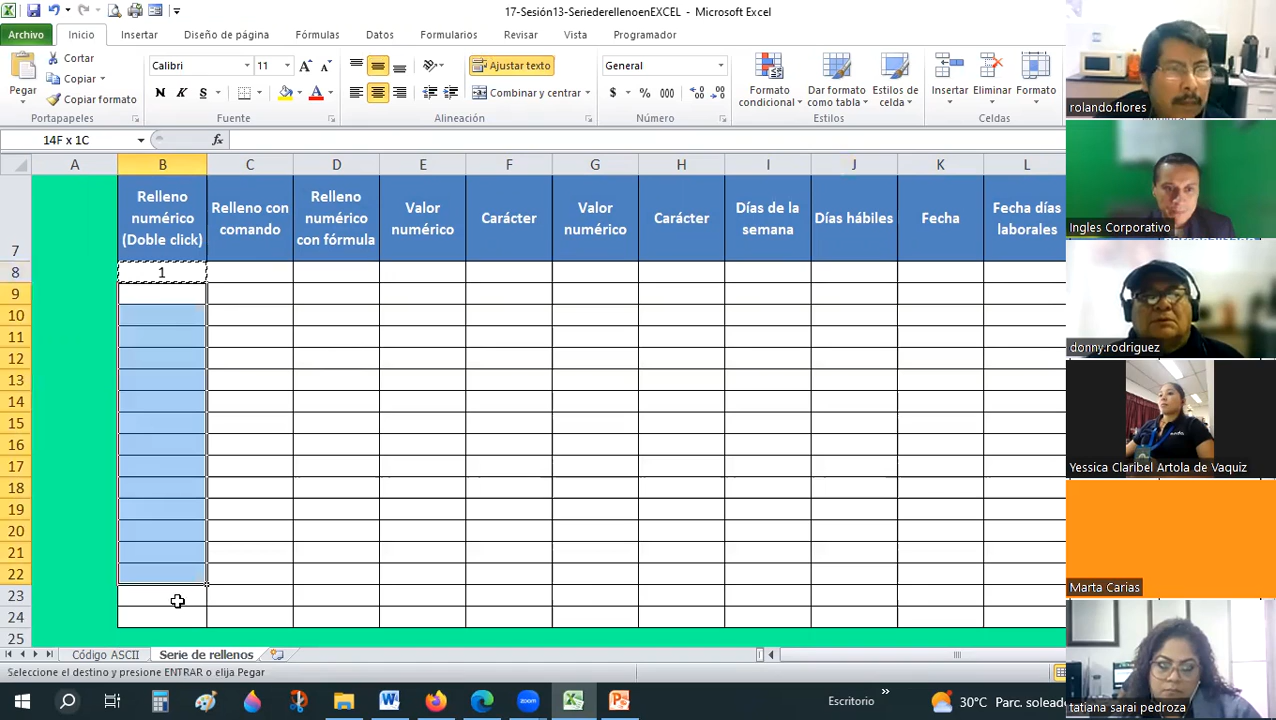 17-Sesión13-SeriederellenoenEXCEL - Microsoft Excel
Archivo Inicio Insertar Diseño de página Fórmulas Datos Formularios Revisar Vista Programador
Pegar
Cortar
Copiar
Copiar formato
Portapapeles
Calibri 11
N K S
Fuente
Ajustar texto
Combinar y centrar
Alineación
General
$ % 000
Número
Formato condicional
Dar formato como tabla
Estilos de celda
Estilos
Insertar Eliminar Formato
Celdas
14F x 1C fx
A B C D E F G H I J K L
7 Relleno numérico (Doble click) Relleno con comando Relleno numérico con fórmula Valor numérico Carácter Valor numérico Carácter Días de la semana Días hábiles Fecha Fecha días laborales
8 1
9
10
11
12
13
14
15
16
17
18
19
20
21
22
23
24
25
Código ASCII Serie de rellenos
Seleccione el destino y presione ENTRAR o elija Pegar
zoom
Escritorio
30°C Parc. soleado
rolando.flores
Ingles Corporativo
donny.rodriguez
Yessica Claribel Artola de Vaquiz
Marta Carias
tatiana sarai pedroza